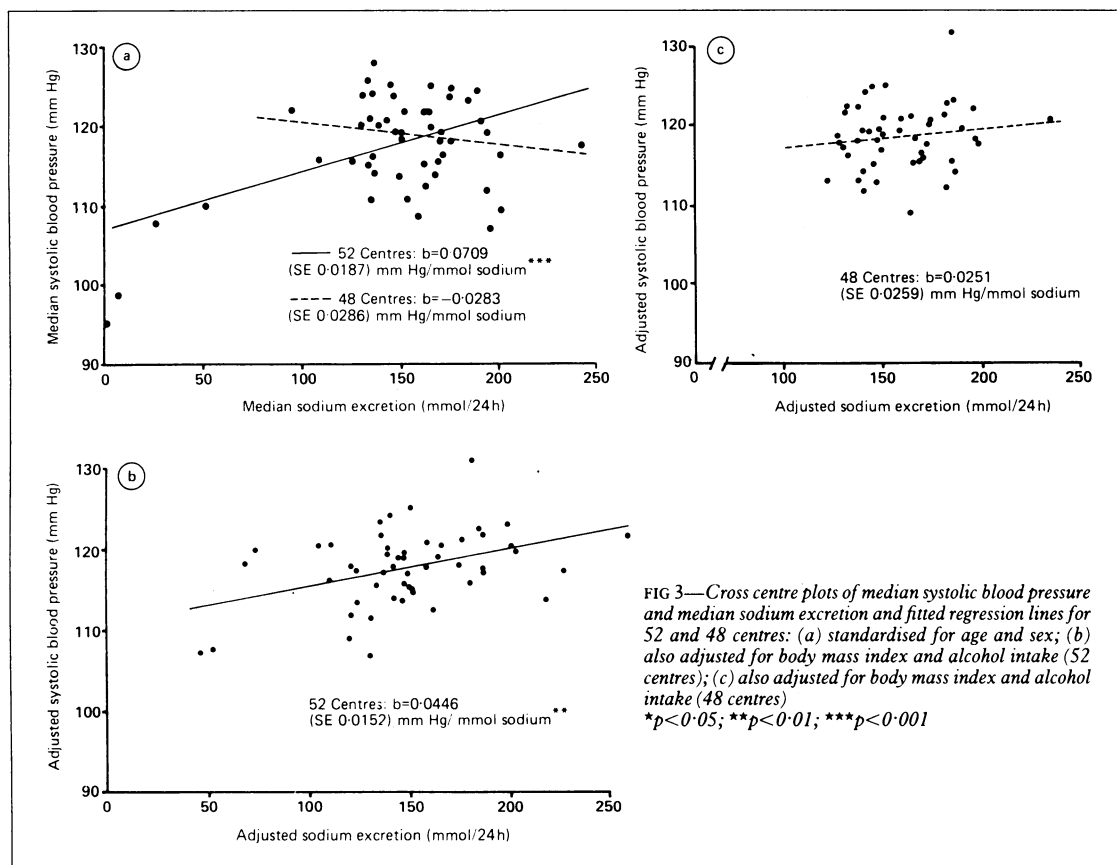 a
130
120
110
100
90
Median systolic blood pressure (mm Hg)
52 Centres: b=0·0709
(SE 0·0187) mm Hg/mmol sodium***
48 Centres: b=−0·0283
(SE 0·0286) mm Hg/mmol sodium
0 50 100 150 200 250
Median sodium excretion (mmol/24h)
c
130
120
110
100
90
Adjusted systolic blood pressure (mm Hg)
48 Centres: b=0·0251
(SE 0·0259) mm Hg/mmol sodium
0 100 150 200 250
Adjusted sodium excretion (mmol/24h)
b
130
120
110
100
90
Adjusted systolic blood pressure (mm Hg)
52 Centres: b=0·0446
(SE 0·0152) mm Hg/ mmol sodium**
0 50 100 150 200 250
Adjusted sodium excretion (mmol/24h)
FIG 3—Cross centre plots of median systolic blood pressure
and median sodium excretion and fitted regression lines for
52 and 48 centres: (a) standardised for age and sex; (b)
also adjusted for body mass index and alcohol intake (52
centres); (c) also adjusted for body mass index and alcohol
intake (48 centres)
*p<0·05; **p<0·01; ***p<0·001